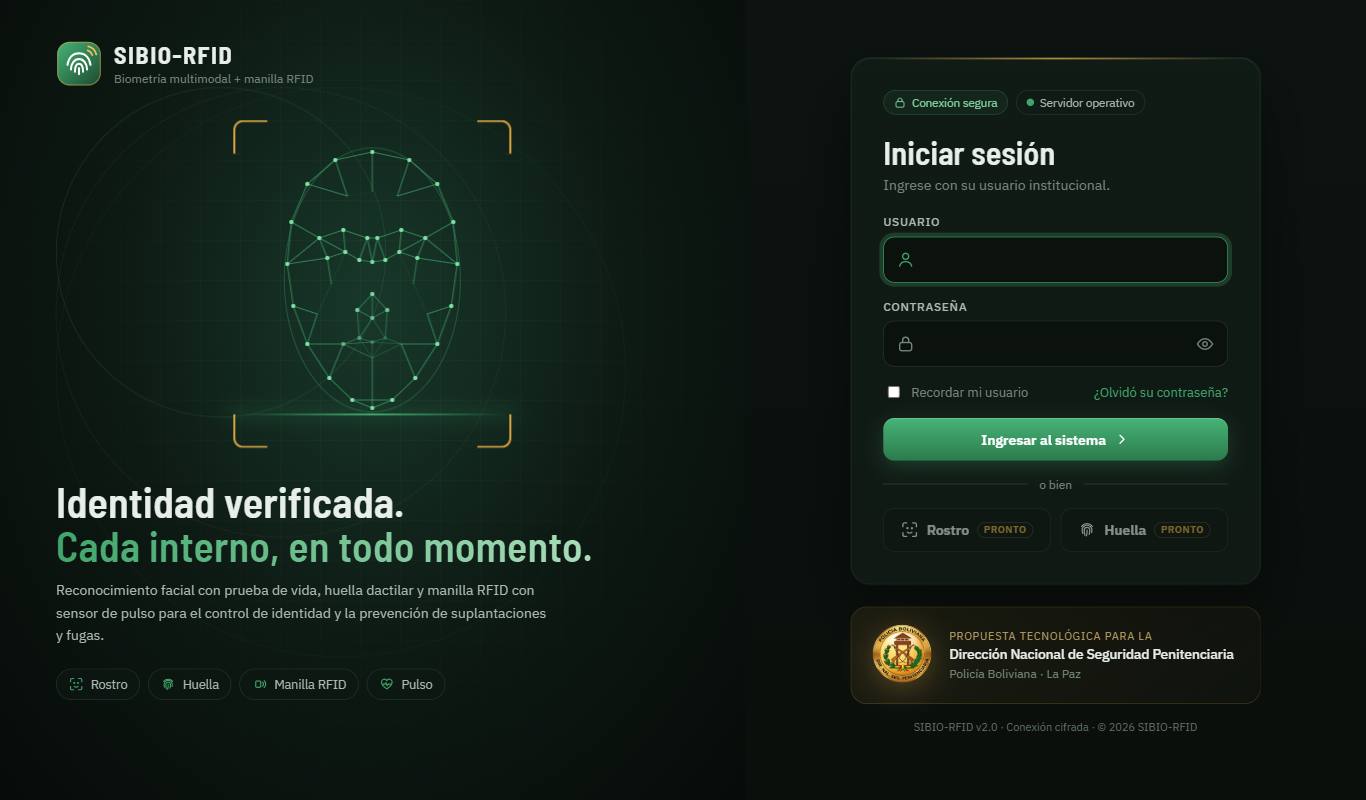 SIBIO-RFID
Biometría multimodal + manilla RFID
Identidad verificada.
Cada interno, en todo momento.
Reconocimiento facial con prueba de vida, huella dactilar y manilla RFID con
sensor de pulso para el control de identidad y la prevención de suplantaciones
y fugas.
Rostro
Huella
Manilla RFID
Pulso
Conexión segura
Servidor operativo
Iniciar sesión
Ingrese con su usuario institucional.
USUARIO
CONTRASEÑA
Recordar mi usuario
¿Olvidó su contraseña?
Ingresar al sistema
o bien
Rostro PRONTO
Huella PRONTO
POLICIA BOLIVIANA
PROPUESTA TECNOLÓGICA PARA LA
Dirección Nacional de Seguridad Penitenciaria
Policía Boliviana · La Paz
SIBIO-RFID v2.0 · Conexión cifrada · © 2026 SIBIO-RFID